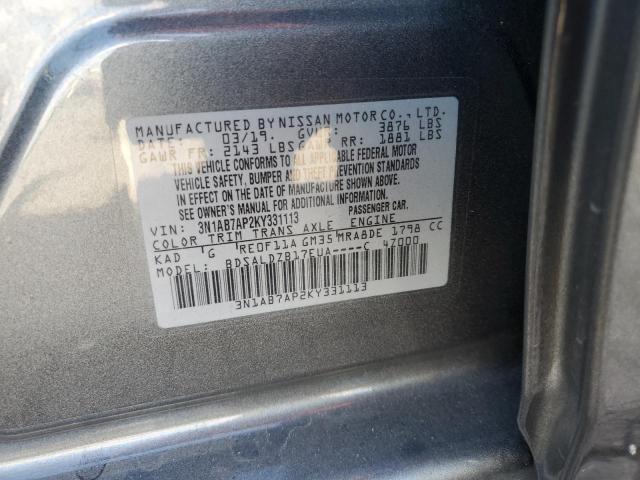 MANUFACTURED BY NISSAN MOTOR CO., LTD.
DATE: 03/19. GVWR: 3876 LBS
GAWR FR: 2143 LBS GAWR RR: 1881 LBS
THIS VEHICLE CONFORMS TO ALL APPLICABLE FEDERAL MOTOR
VEHICLE SAFETY, BUMPER AND THEFT PREVENTION STANDARDS
IN EFFECT ON THE DATE OF MANUFACTURE SHOWN ABOVE.
SEE OWNER'S MANUAL FOR ADDITIONAL INFORMATION.
VIN: 3N1AB7AP2KY331113 PASSENGER CAR.
COLOR TRIM TRANS AXLE ENGINE
KAD G RE0F11A GM35 MRA8DE 1798 CC
MODEL: BDSALDZB17EUA----C 47000
3N1AB7AP2KY331113